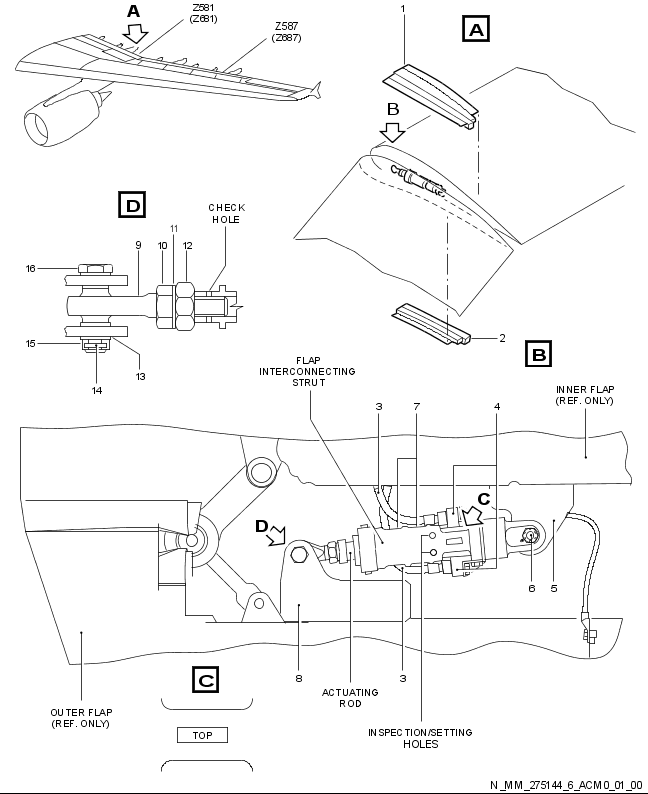 A
Z581
(Z681)
Z587
(Z687)
1
A
B
D
CHECK
HOLE
11
9
10
12
16
15
13
14
2
B
FLAP
INTERCONNECTING
STRUT
INNER FLAP
(REF. ONLY)
3
7
4
C
D
6
5
8
3
ACTUATING
ROD
INSPECTION/SETTING
HOLES
OUTER FLAP
(REF. ONLY)
C
TOP
N_MM_275144_6_ACM0_01_00